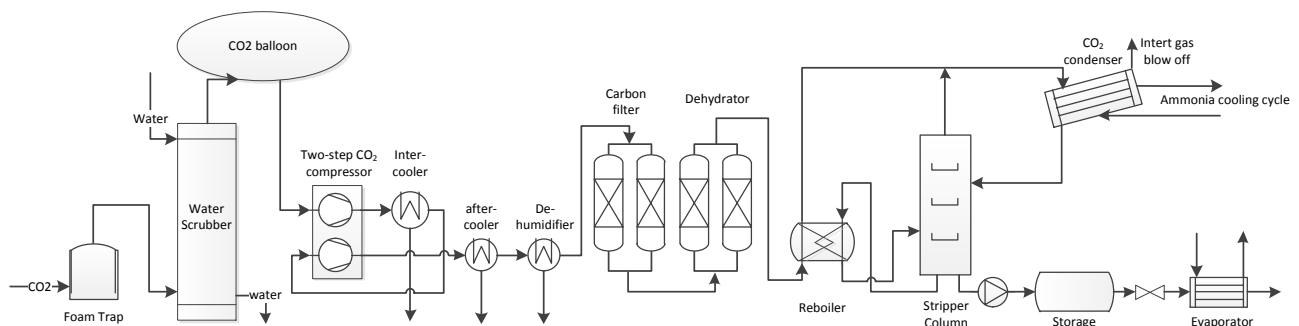 CO2 balloon
CO₂
condenser
Intert gas
blow off
Ammonia cooling cycle
Carbon
filter
Dehydrator
Water
Two-step CO₂
compressor
Inter-
cooler
Water
Scrubber
after-
cooler
De-
humidifier
CO2
Foam Trap
water
Reboiler
Stripper
Column
Storage
Evaporator